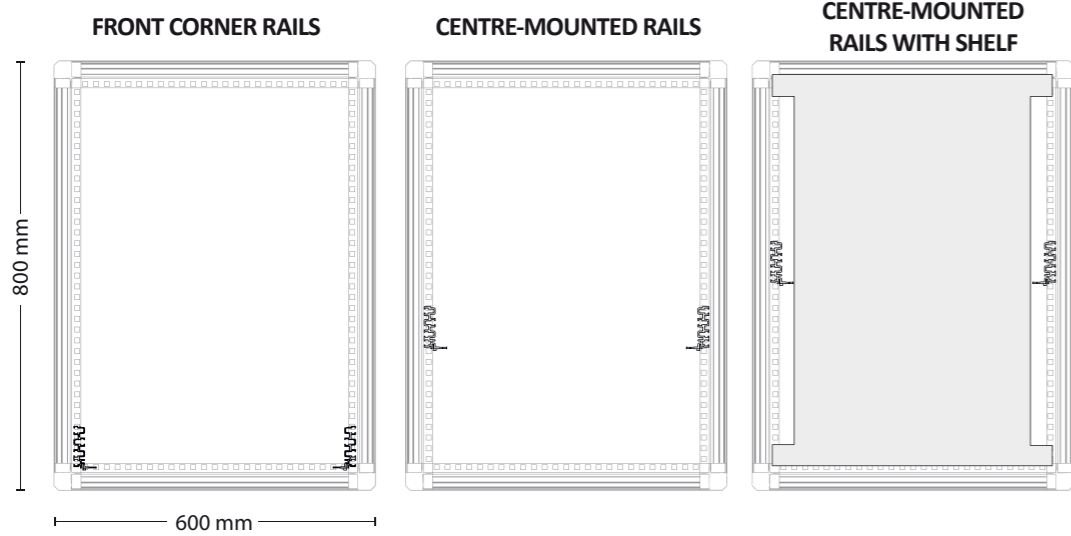 FRONT CORNER RAILS
CENTRE-MOUNTED RAILS
CENTRE-MOUNTED
RAILS WITH SHELF
800 mm
600 mm